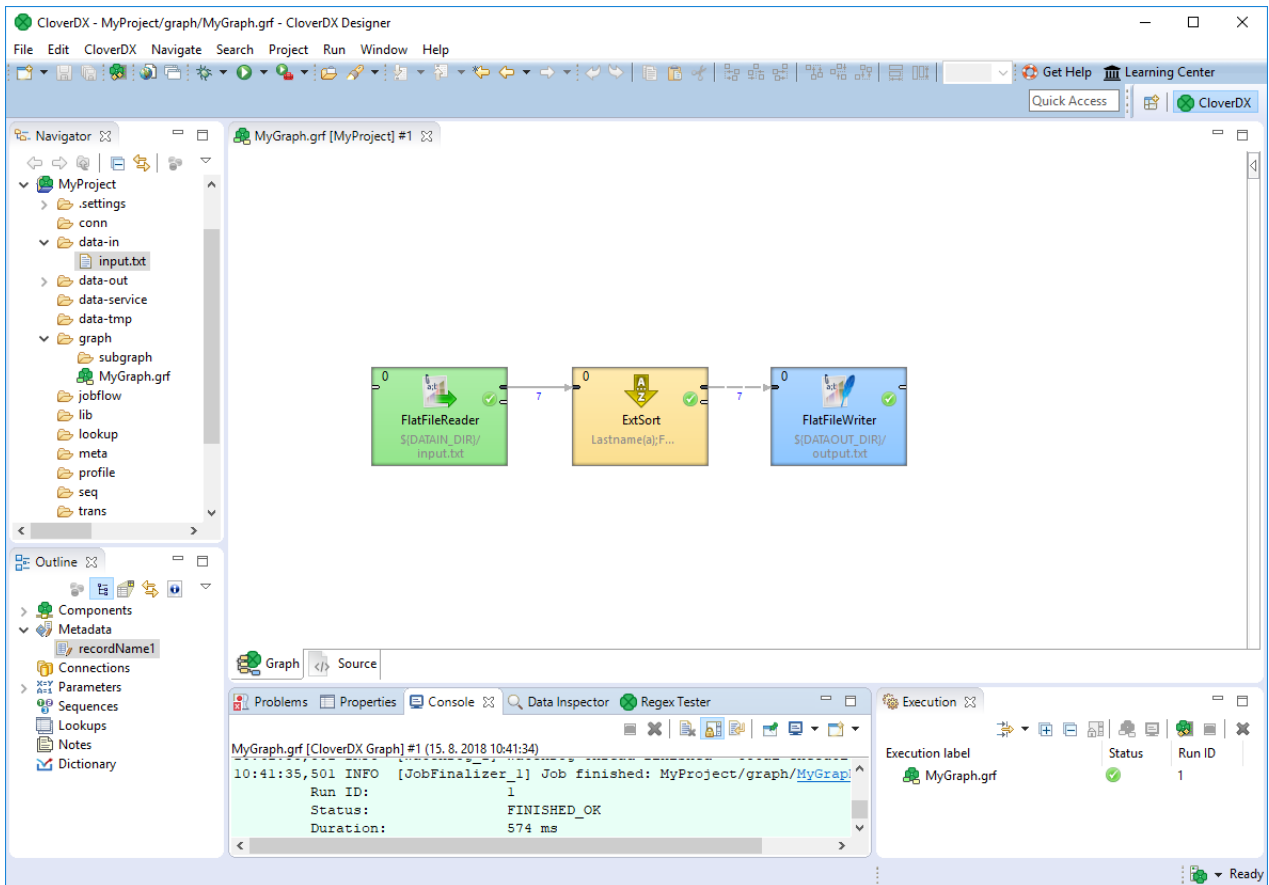 CloverDX - MyProject/graph/MyGraph.grf - CloverDX Designer
File Edit CloverDX Navigate Search Project Run Window Help
Get Help Learning Center
Quick Access CloverDX
Navigator
MyProject
.settings
conn
data-in
input.txt
data-out
data-service
data-tmp
graph
subgraph
MyGraph.grf
jobflow
lib
lookup
meta
profile
seq
trans
Outline
Components
Metadata
recordName1
Connections
Parameters
Sequences
Lookups
Notes
Dictionary
MyGraph.grf [MyProject] #1
0
FlatFileReader
${DATAIN_DIR}/
input.txt
7
0
ExtSort
Lastname(a);F...
7
0
FlatFileWriter
${DATAOUT_DIR}/
output.txt
Graph Source
Problems Properties Console Data Inspector Regex Tester
MyGraph.grf [CloverDX Graph] #1 (15. 8. 2018 10:41:34)
10:41:35,501 INFO [JobFinalizer_1] Job finished: MyProject/graph/MyGrap
Run ID: 1
Status: FINISHED_OK
Duration: 574 ms
Execution
Execution label Status Run ID
MyGraph.grf 1
Ready